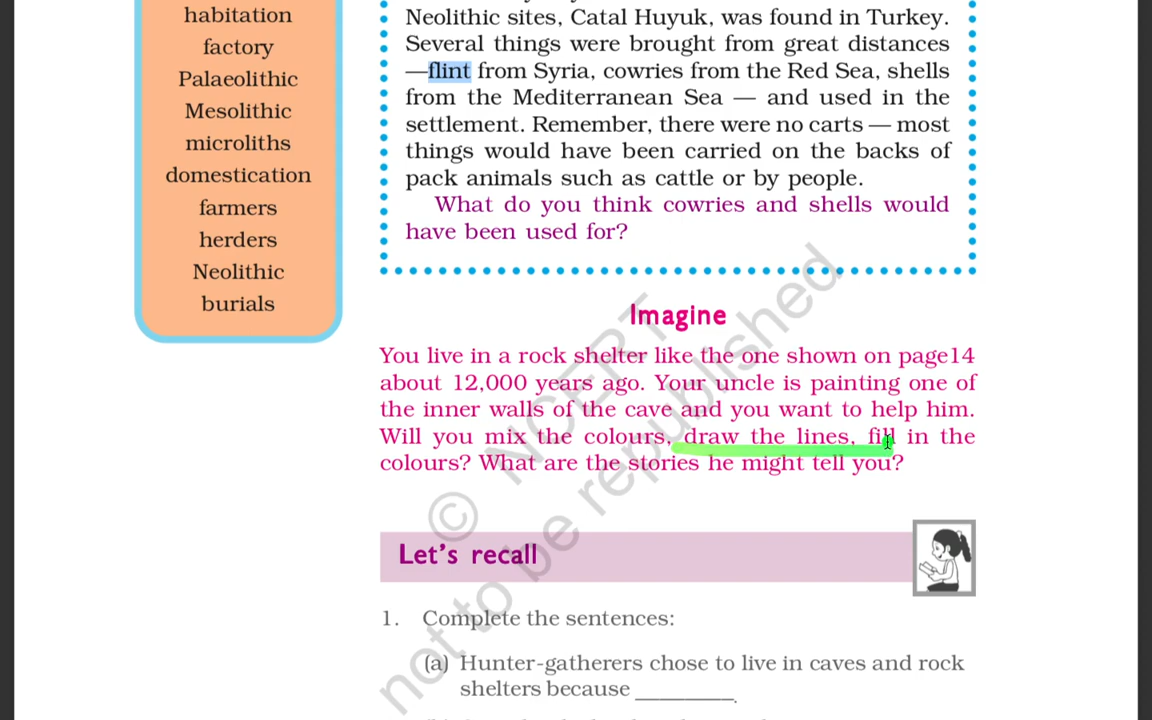 habitation
factory
Palaeolithic
Mesolithic
microliths
domestication
farmers
herders
Neolithic
burials
Neolithic sites, Catal Huyuk, was found in Turkey.
Several things were brought from great distances
—flint from Syria, cowries from the Red Sea, shells
from the Mediterranean Sea — and used in the
settlement. Remember, there were no carts — most
things would have been carried on the backs of
pack animals such as cattle or by people.
What do you think cowries and shells would
have been used for?
Imagine
You live in a rock shelter like the one shown on page14
about 12,000 years ago. Your uncle is painting one of
the inner walls of the cave and you want to help him.
Will you mix the colours, draw the lines, fill in the
colours? What are the stories he might tell you?
Let's recall
1. Complete the sentences:
(a) Hunter-gatherers chose to live in caves and rock
shelters because _________.
© NCERT
not to be republished